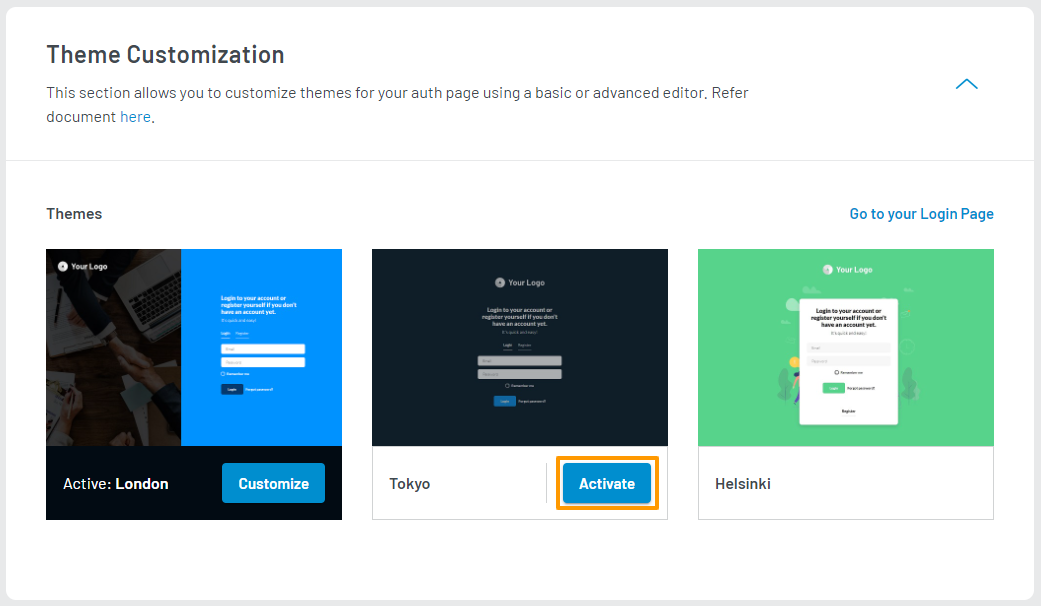 Theme Customization
This section allows you to customize themes for your auth page using a basic or advanced editor. Refer
document here.
Themes
Go to your Login Page
Your Logo
Login to your account or
register yourself if you don't
have an account yet.
It's quick and easy!
Login Register
Email
Password
Remember me
Login Forgot password?
Active: London
Customize
Your Logo
Login to your account or
register yourself if you don't
have an account yet.
It's quick and easy!
Login Register
Email
Password
Remember me
Login Forgot password?
Tokyo
Activate
Your Logo
Login to your account or
register yourself if you don't
have an account yet.
It's quick and easy!
Email
Password
Remember me
Login Forgot password?
Register
Helsinki